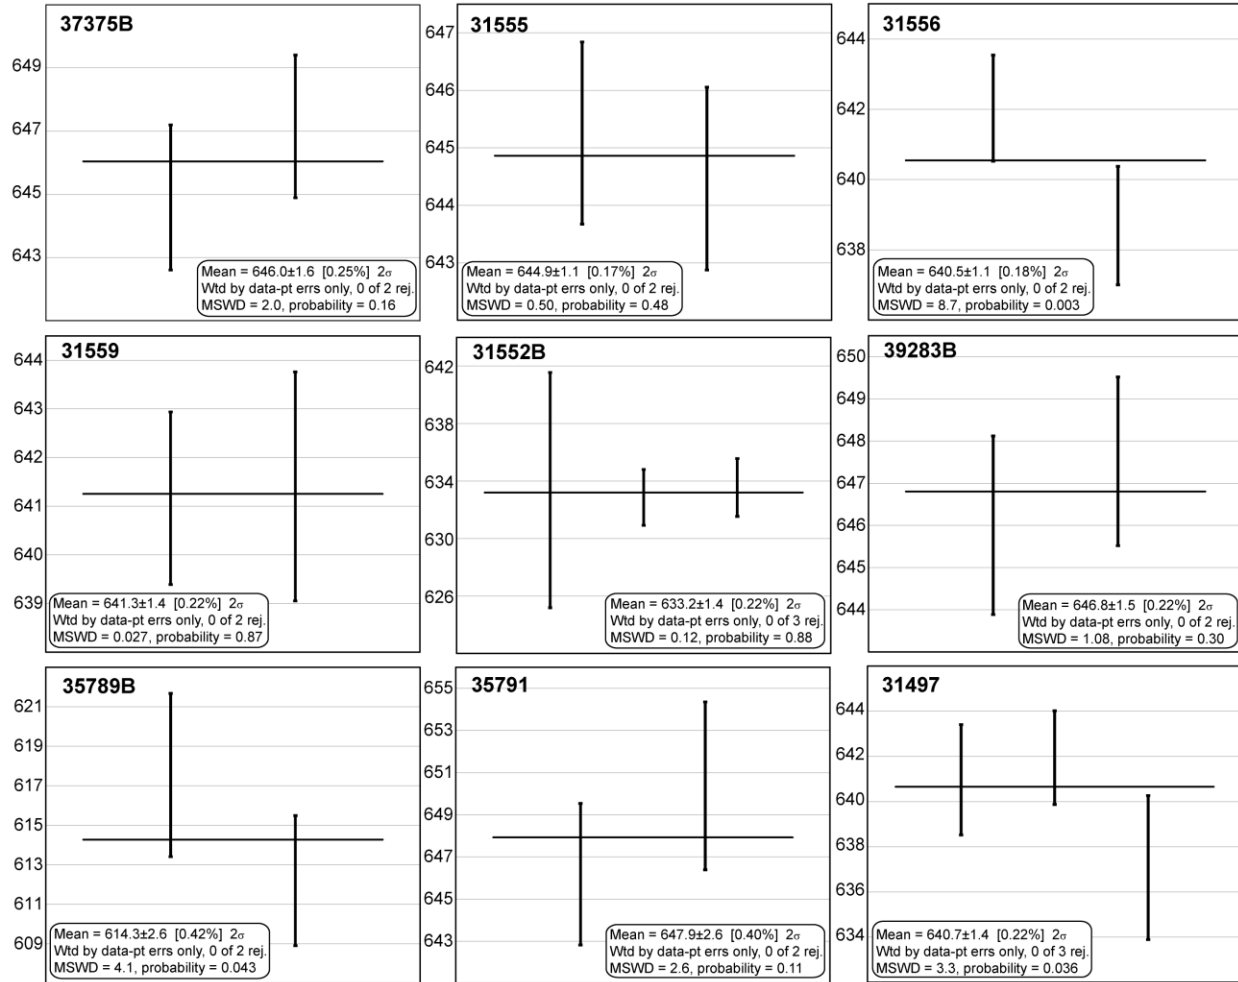 37375B
649
647
645
643
Mean = 646.0±1.6 [0.25%] 2σ
Wtd by data-pt errs only, 0 of 2 rej.
MSWD = 2.0, probability = 0.16
31555
647
646
645
644
643
Mean = 644.9±1.1 [0.17%] 2σ
Wtd by data-pt errs only, 0 of 2 rej.
MSWD = 0.50, probability = 0.48
31556
644
642
640
638
Mean = 640.5±1.1 [0.18%] 2σ
Wtd by data-pt errs only, 0 of 2 rej.
MSWD = 8.7, probability = 0.003
31559
644
643
642
641
640
639
Mean = 641.3±1.4 [0.22%] 2σ
Wtd by data-pt errs only, 0 of 2 rej.
MSWD = 0.027, probability = 0.87
31552B
642
638
634
630
626
Mean = 633.2±1.4 [0.22%] 2σ
Wtd by data-pt errs only, 0 of 3 rej.
MSWD = 0.12, probability = 0.88
39283B
650
649
648
647
646
645
644
Mean = 646.8±1.5 [0.22%] 2σ
Wtd by data-pt errs only, 0 of 2 rej.
MSWD = 1.08, probability = 0.30
35789B
621
619
617
615
613
611
609
Mean = 614.3±2.6 [0.42%] 2σ
Wtd by data-pt errs only, 0 of 2 rej.
MSWD = 4.1, probability = 0.043
35791
655
653
651
649
647
645
643
Mean = 647.9±2.6 [0.40%] 2σ
Wtd by data-pt errs only, 0 of 2 rej.
MSWD = 2.6, probability = 0.11
31497
644
642
640
638
636
634
Mean = 640.7±1.4 [0.22%] 2σ
Wtd by data-pt errs only, 0 of 3 rej.
MSWD = 3.3, probability = 0.036